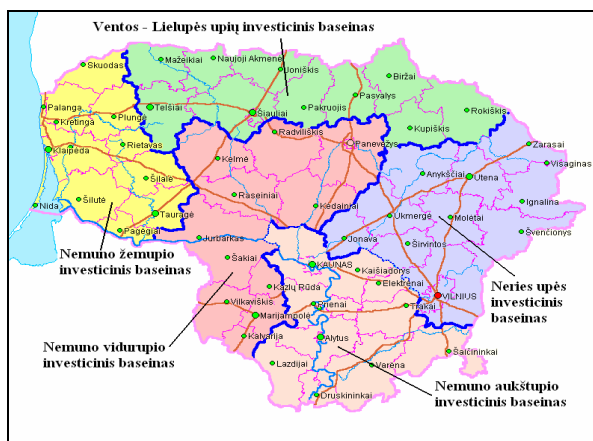 Ventos - Lielupės upių investicinis baseinas
Skuodas
Mažeikiai
Naujoji Akmenė
Joniškis
Biržai
Pasvalys
Palanga
Plungė
Telšiai
Šiauliai
Pakruojis
Rokiškis
Kretinga
Radviliškis
Kupiškis
Klaipėda
Rietavas
Panevėžys
Zarasai
Kelmė
Anykščiai
Visaginas
Šilalė
Utena
Šilutė
Raseiniai
Nida
Tauragė
Kėdainiai
Ukmergė
Molėtai
Ignalina
Pagėgiai
Švenčionys
Jurbarkas
Jonava
Širvintos
Nemuno žemupio
investicinis baseinas
Šakiai
KAUNAS
Kaišiadorys
Neries upės
investicinis
baseinas
Kazlų Rūda
Elektrėnai
Vilkaviškis
Prienai
Trakai
VILNIUS
Marijampolė
Nemuno vidurupio
investicinis
baseinas
Kalvarija
Alytus
Šalčininkai
Lazdijai
Varėna
Nemuno aukštupio
investicinis baseinas
Druskininkai